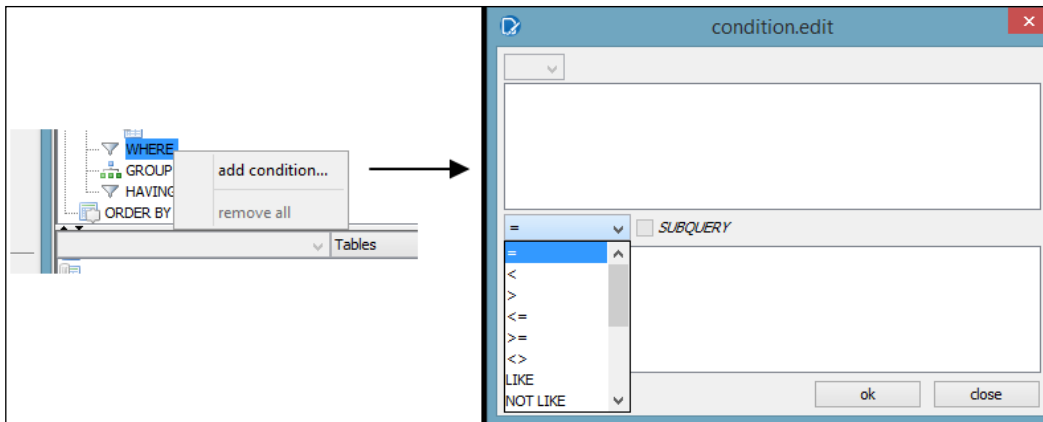 WHERE
GROUP
HAVING
ORDER BY
add condition...
remove all
Tables
condition.edit
=
SUBQUERY
=
<
>
<=
>=
<>
LIKE
NOT LIKE
ok
close